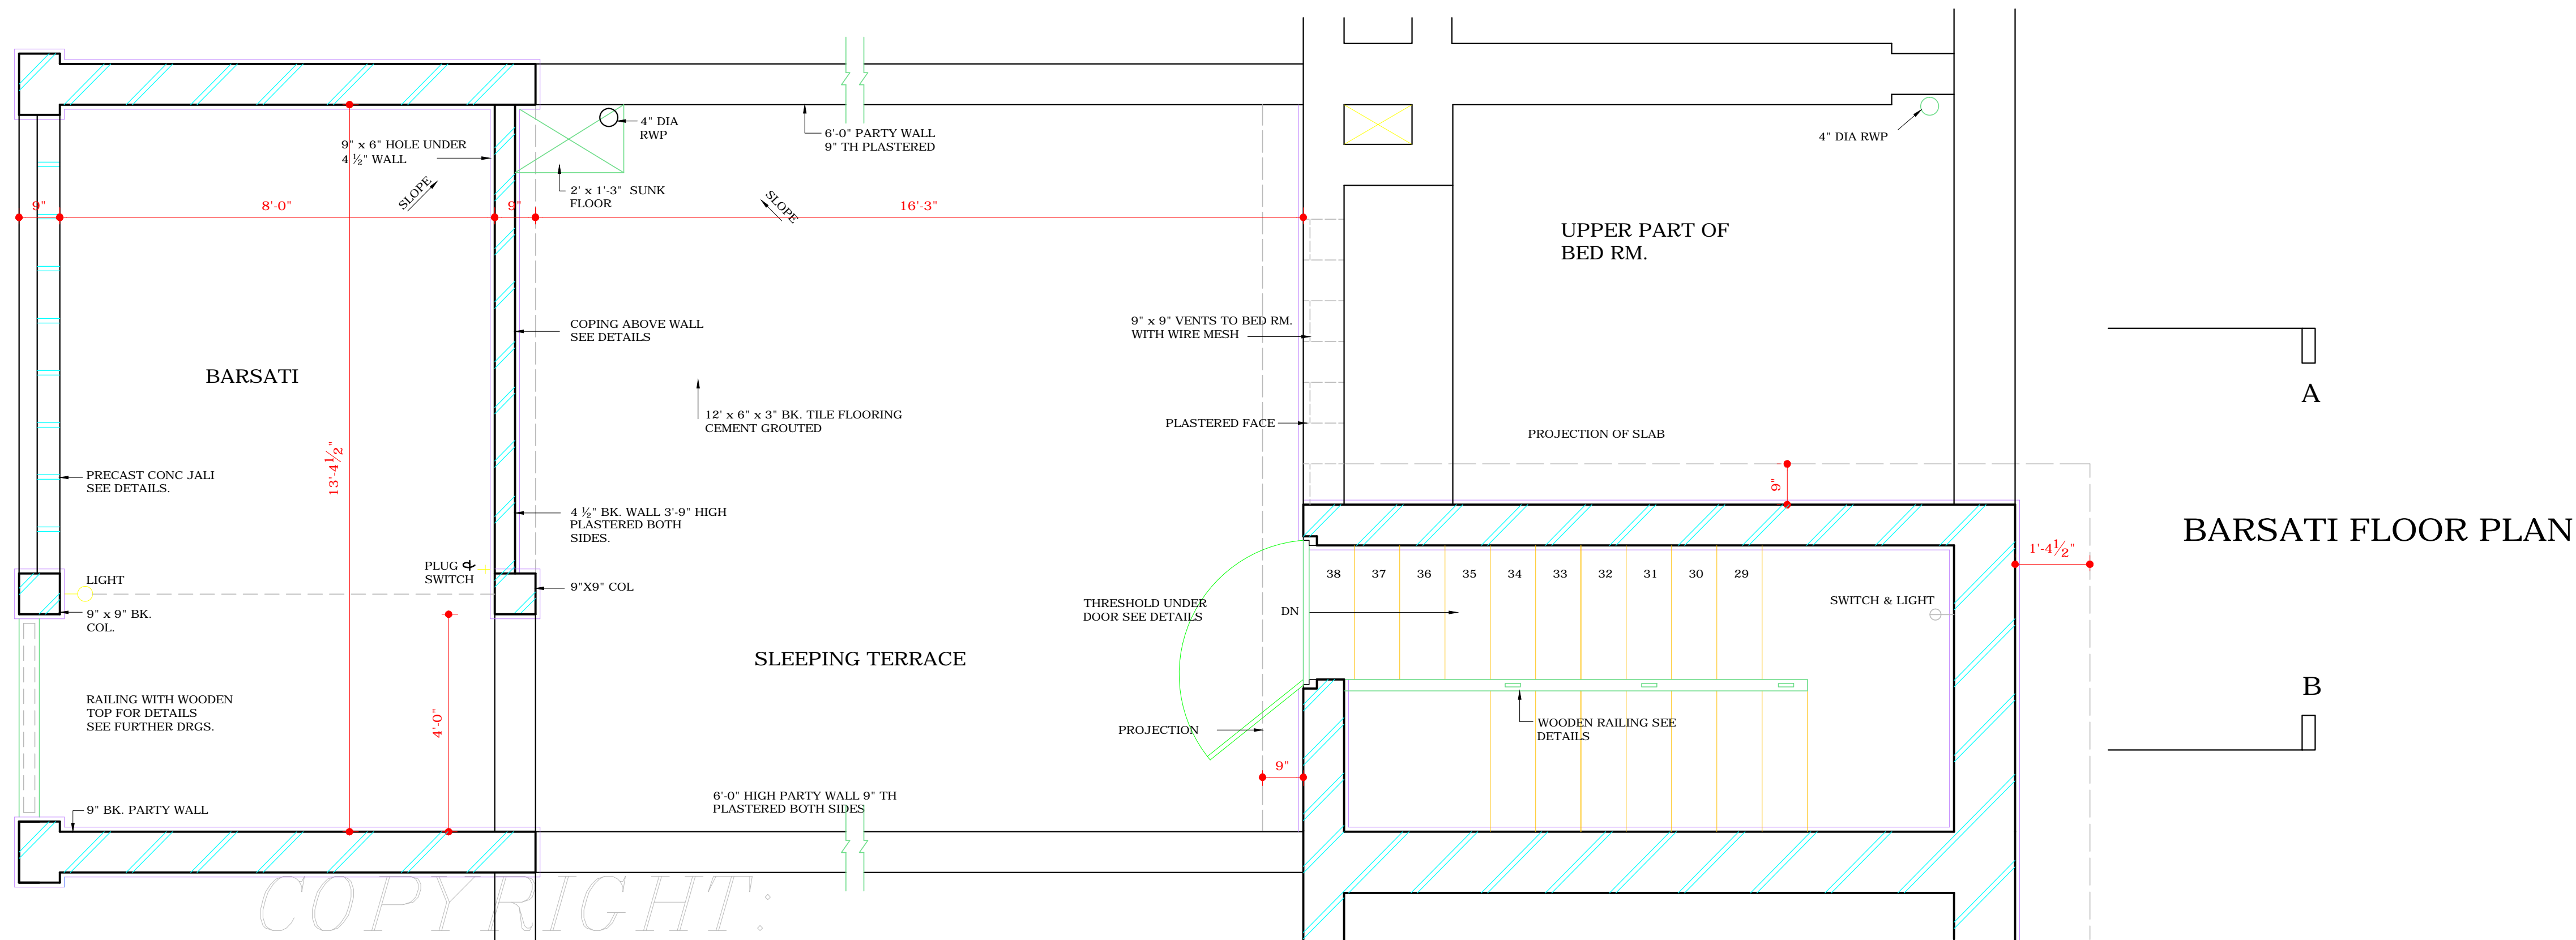 4" DIA
RWP
6'-0" PARTY WALL
9" TH PLASTERED
4" DIA RWP
9" x 6" HOLE UNDER
4 ½" WALL
SLOPE
2' x 1'-3" SUNK
FLOOR
SLOPE
9"
8'-0"
9"
16'-3"
UPPER PART OF
BED RM.
COPING ABOVE WALL
SEE DETAILS
9" x 9" VENTS TO BED RM.
WITH WIRE MESH
A
BARSATI
12' x 6" x 3" BK. TILE FLOORING
CEMENT GROUTED
PLASTERED FACE
PROJECTION OF SLAB
13'-4½"
PRECAST CONC JALI
SEE DETAILS.
9"
4 ½" BK. WALL 3'-9" HIGH
PLASTERED BOTH
SIDES.
BARSATI FLOOR PLAN
1'-4½"
LIGHT
PLUG &
SWITCH
9"X9" COL
38 37 36 35 34 33 32 31 30 29
9" x 9" BK.
COL.
THRESHOLD UNDER
DOOR SEE DETAILS
DN
SWITCH & LIGHT
SLEEPING TERRACE
B
RAILING WITH WOODEN
TOP FOR DETAILS
SEE FURTHER DRGS.
4'-0"
PROJECTION
WOODEN RAILING SEE
DETAILS
9"
6'-0" HIGH PARTY WALL 9" TH
PLASTERED BOTH SIDES
9" BK. PARTY WALL
COPYRIGHT: